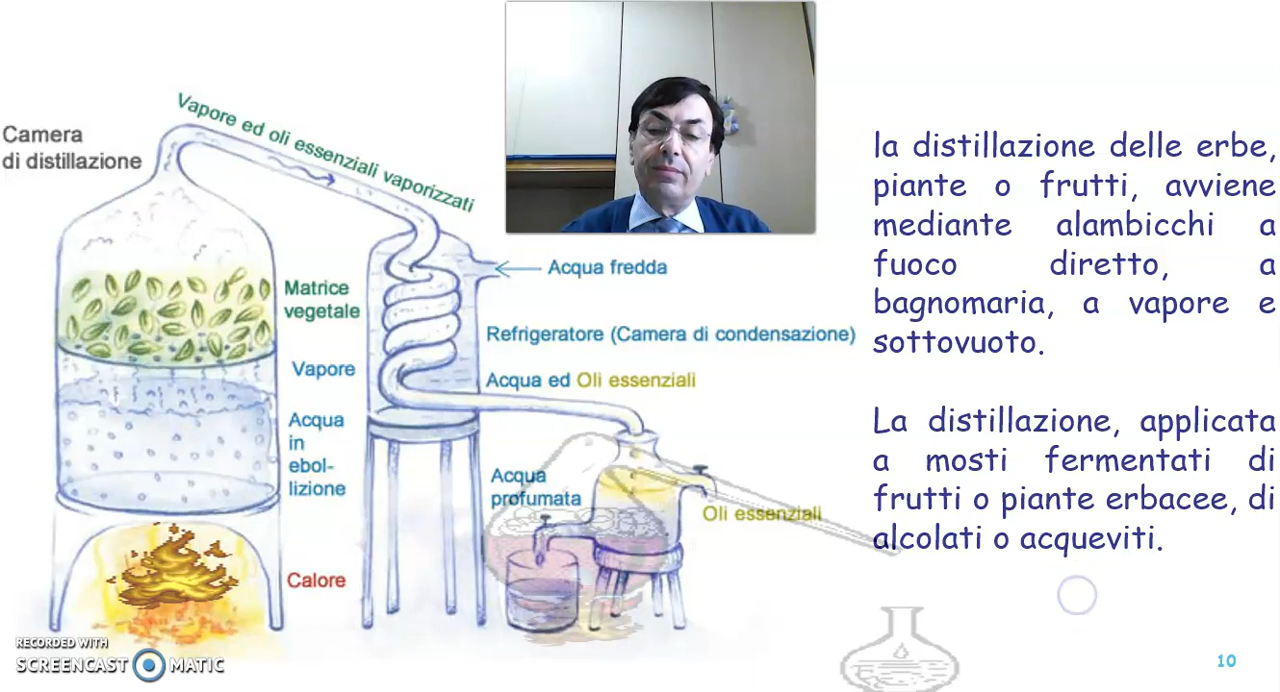 Camera
di distillazione
Vapore ed oli essenziali vaporizzati
Acqua fredda
Matrice
vegetale
Refrigeratore (Camera di condensazione)
Vapore
Acqua ed Oli essenziali
Acqua
in
ebol-
lizione
Acqua
profumata
Oli essenziali
Calore
la distillazione delle erbe,
piante o frutti, avviene
mediante alambicchi a
fuoco diretto, a
bagnomaria, a vapore e
sottovuoto.
La distillazione, applicata
a mosti fermentati di
frutti o piante erbacee, di
alcolati o acqueviti.
RECORDED WITH
SCREENCAST MATIC
10